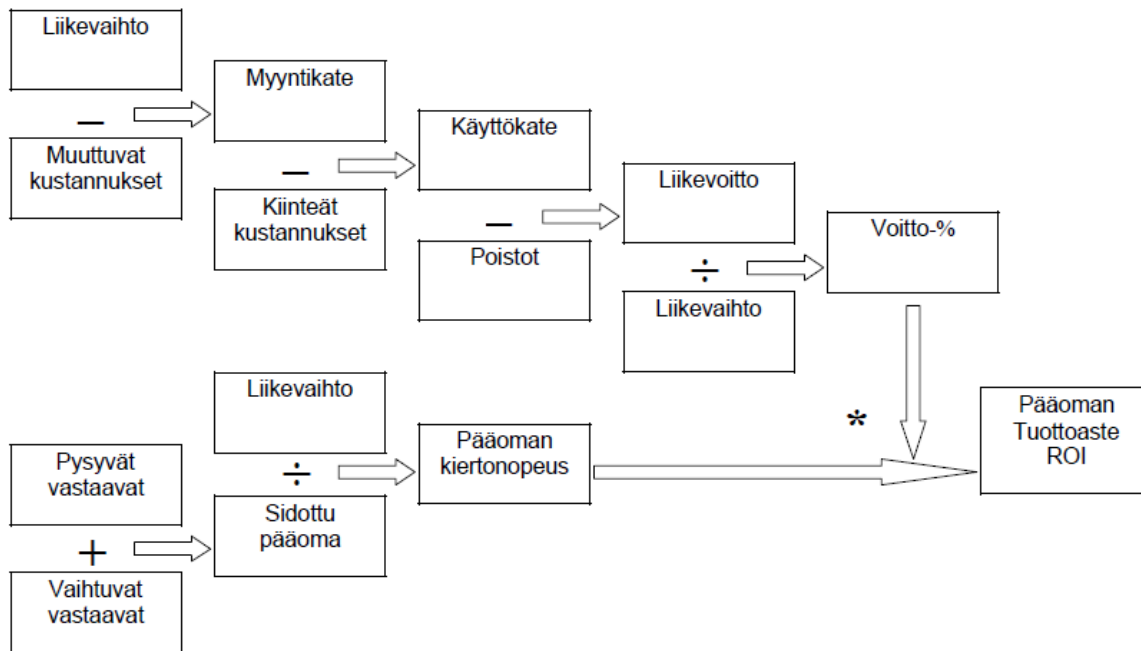 Liikevaihto
−
Muuttuvat
kustannukset
Myyntikate
−
Kiinteät
kustannukset
Käyttökate
−
Poistot
Liikevoitto
÷
Liikevaihto
Voitto-%
*
Pysyvät
vastaavat
+
Vaihtuvat
vastaavat
Liikevaihto
÷
Sidottu
pääoma
Pääoman
kiertonopeus
Pääoman
Tuottoaste
ROI